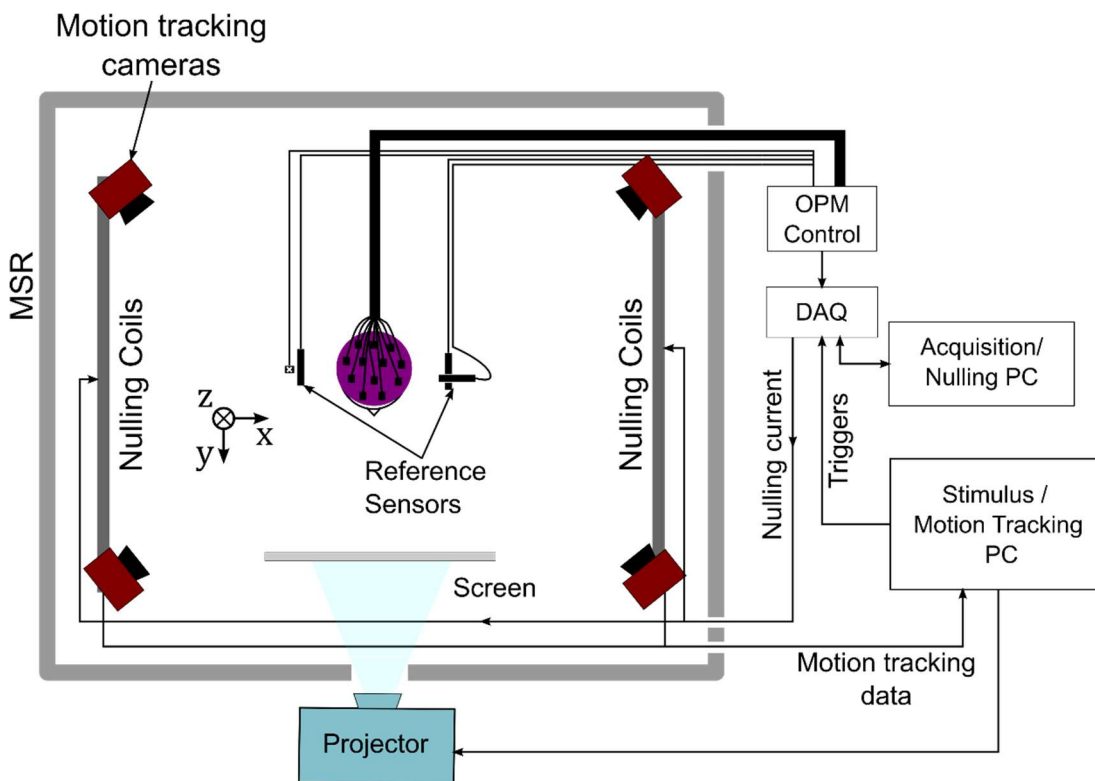 Motion tracking
cameras
MSR
Nulling Coils
z
x
y
Reference
Sensors
Nulling Coils
OPM
Control
DAQ
Acquisition/
Nulling PC
Nulling current
Triggers
Stimulus /
Motion Tracking
PC
Screen
Motion tracking
data
Projector